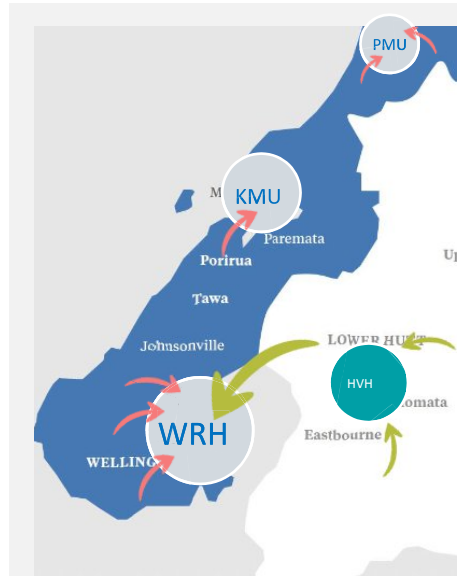 PMU
M
KMU
Paremata
Porirua
Up
Tawa
Johnsonville
LOWER HUTT
HVH
omata
WRH
Eastbourne
WELLING